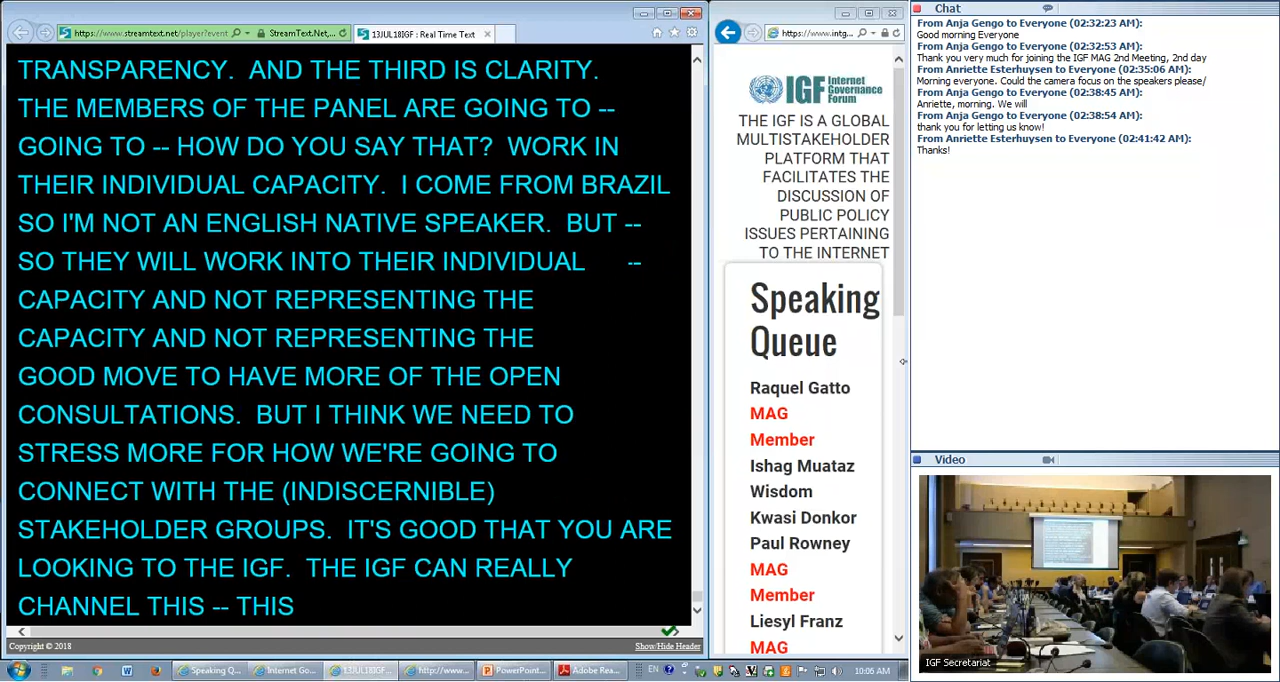 https://www.streamtext.net/player?event
StreamText.Net,...
13JUL18IGF : Real Time Text
TRANSPARENCY.  AND THE THIRD IS CLARITY.
THE MEMBERS OF THE PANEL ARE GOING TO --
GOING TO -- HOW DO YOU SAY THAT?  WORK IN
THEIR INDIVIDUAL CAPACITY.  I COME FROM BRAZIL
SO I'M NOT AN ENGLISH NATIVE SPEAKER.  BUT --
SO THEY WILL WORK INTO THEIR INDIVIDUAL --
CAPACITY AND NOT REPRESENTING THE
CAPACITY AND NOT REPRESENTING THE
GOOD MOVE TO HAVE MORE OF THE OPEN
CONSULTATIONS.  BUT I THINK WE NEED TO
STRESS MORE FOR HOW WE'RE GOING TO
CONNECT WITH THE (INDISCERNIBLE)
STAKEHOLDER GROUPS.  IT'S GOOD THAT YOU ARE
LOOKING TO THE IGF.  THE IGF CAN REALLY
CHANNEL THIS -- THIS
Copyright © 2018
Show/Hide Header
https://www.intg
IGF Internet
Governance
Forum
THE IGF IS A GLOBAL
MULTISTAKEHOLDER
PLATFORM THAT
FACILITATES THE
DISCUSSION OF
PUBLIC POLICY
ISSUES PERTAINING
TO THE INTERNET
Speaking
Queue
Raquel Gatto
MAG
Member
Ishag Muataz
Wisdom
Kwasi Donkor
Paul Rowney
MAG
Member
Liesyl Franz
MAG
Chat
From Anja Gengo to Everyone (02:32:23 AM):
Good morning Everyone
From Anja Gengo to Everyone (02:32:53 AM):
Thank you very much for joining the IGF MAG 2nd Meeting, 2nd day
From Anriette Esterhuysen to Everyone (02:35:06 AM):
Morning everyone. Could the camera focus on the speakers please/
From Anja Gengo to Everyone (02:38:45 AM):
Anriette, morning. We will
From Anja Gengo to Everyone (02:38:54 AM):
thank you for letting us know!
From Anriette Esterhuysen to Everyone (02:41:42 AM):
Thanks!
Video
IGF Secretariat
Speaking Q...
Internet Go...
13JUL18IGF...
http://www...
PowerPoint...
Adobe Rea...
EN
10:06 AM